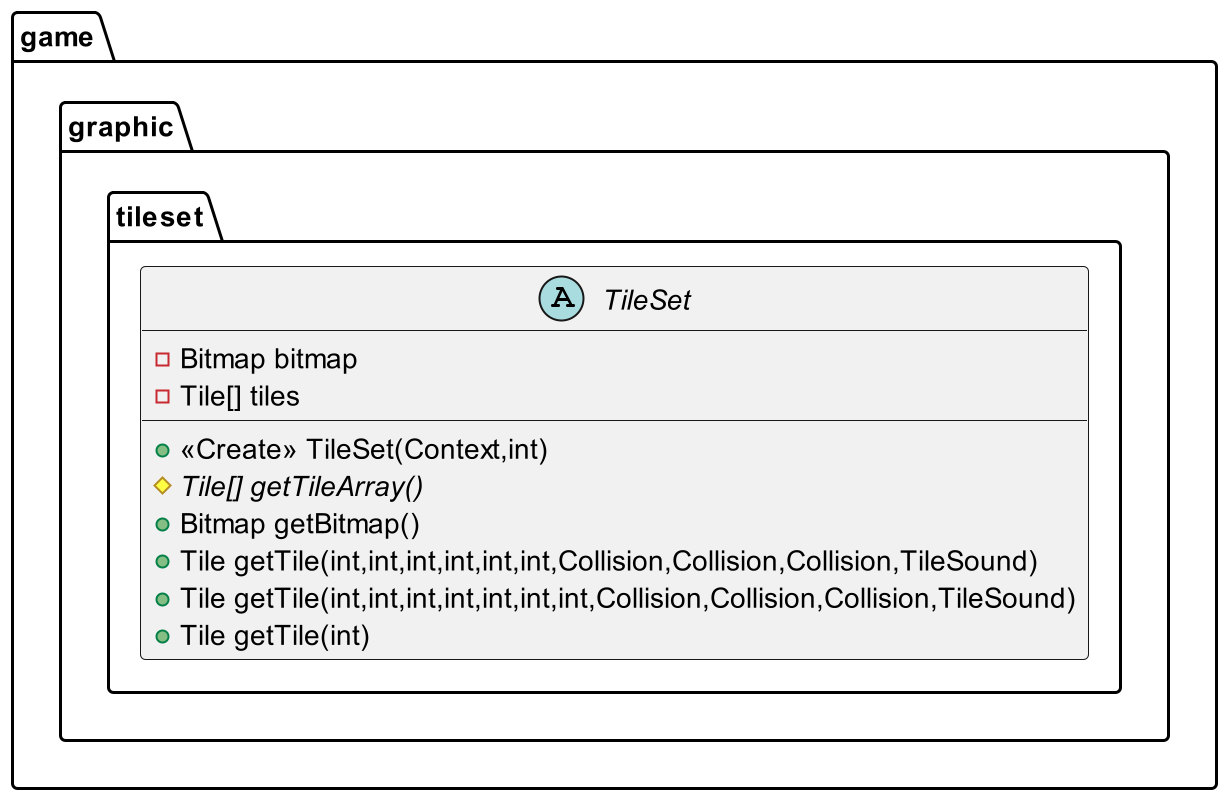 game
graphic
tileset
A TileSet
Bitmap bitmap
Tile[] tiles
«Create» TileSet(Context,int)
Tile[] getTileArray()
Bitmap getBitmap()
Tile getTile(int,int,int,int,int,int,Collision,Collision,Collision,TileSound)
Tile getTile(int,int,int,int,int,int,int,Collision,Collision,Collision,TileSound)
Tile getTile(int)